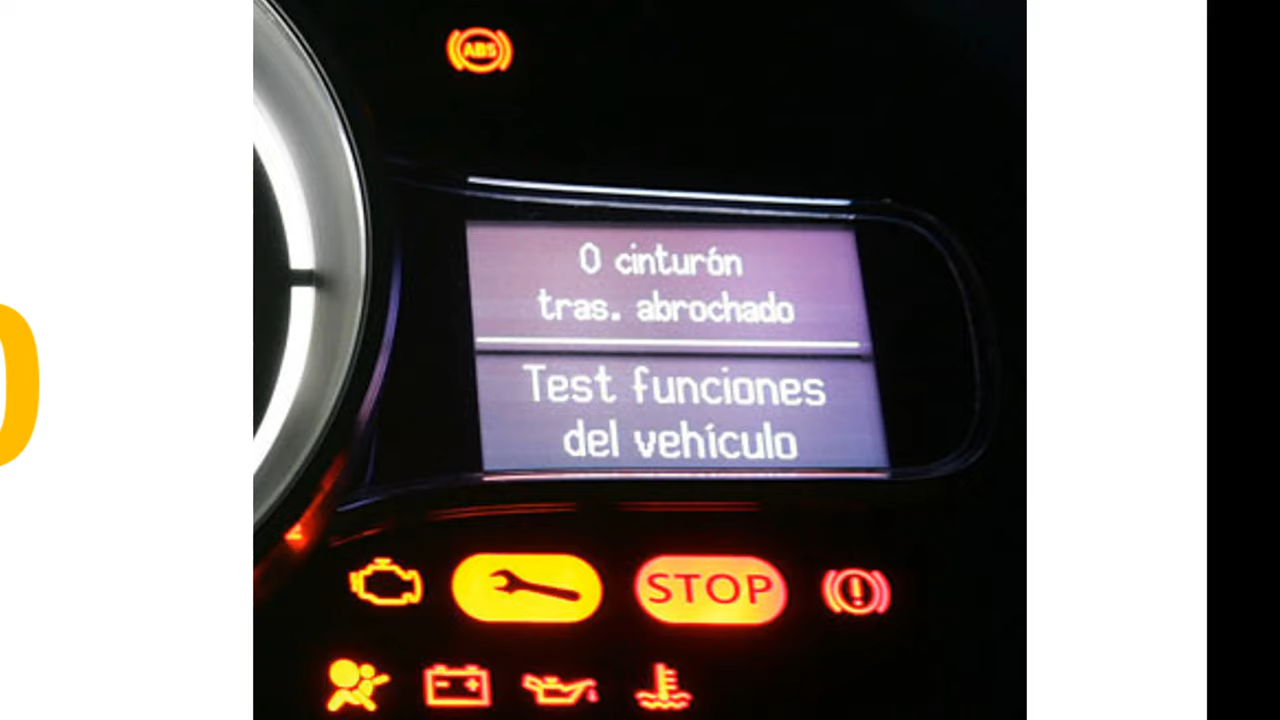 ABS
0 cinturón
tras. abrochado
Test funciones
del vehículo
STOP